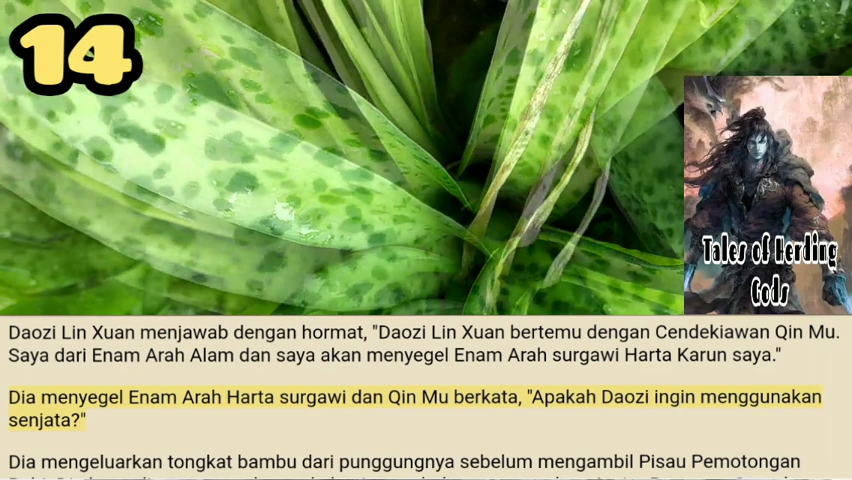 14
Tales of Herding
Gods
Daozi Lin Xuan menjawab dengan hormat, "Daozi Lin Xuan bertemu dengan Cendekiawan Qin Mu.
Saya dari Enam Arah Alam dan saya akan menyegel Enam Arah surgawi Harta Karun saya."
Dia menyegel Enam Arah Harta surgawi dan Qin Mu berkata, "Apakah Daozi ingin menggunakan
senjata?"
Dia mengeluarkan tongkat bambu dari punggungnya sebelum mengambil Pisau Pemotongan